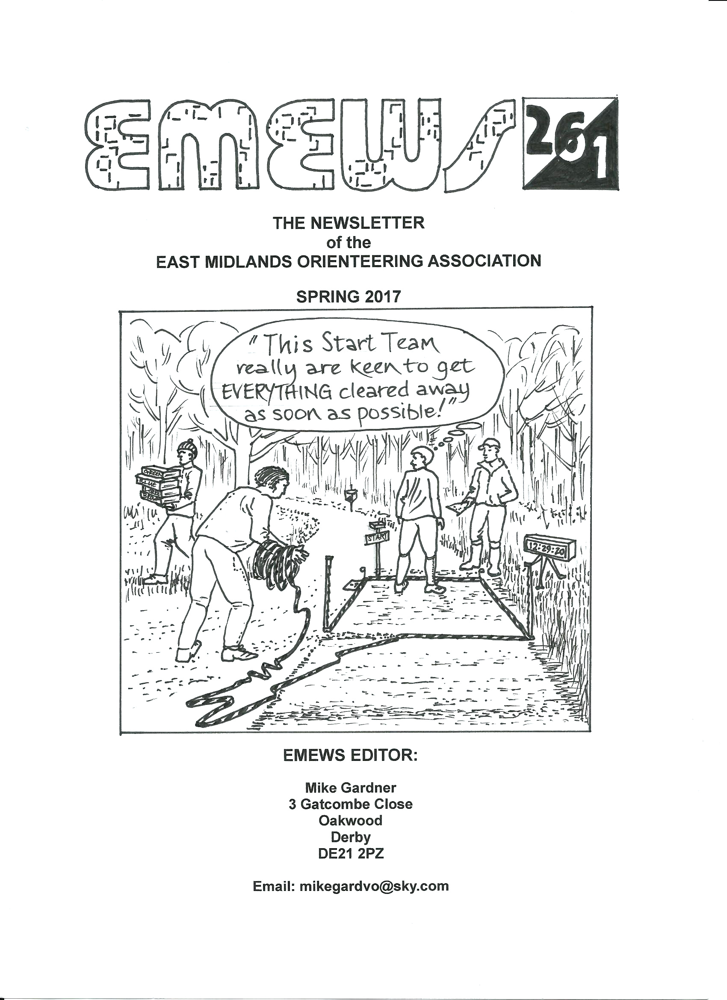 EMEWS 261
THE NEWSLETTER
of the
EAST MIDLANDS ORIENTEERING ASSOCIATION
SPRING 2017
"This Start Team
really are keen to get
EVERYTHING cleared away
as soon as possible!"
GREEN
BLUE
START
12:29:20
EMEWS EDITOR:
Mike Gardner
3 Gatcombe Close
Oakwood
Derby
DE21 2PZ
Email: mikegardvo@sky.com